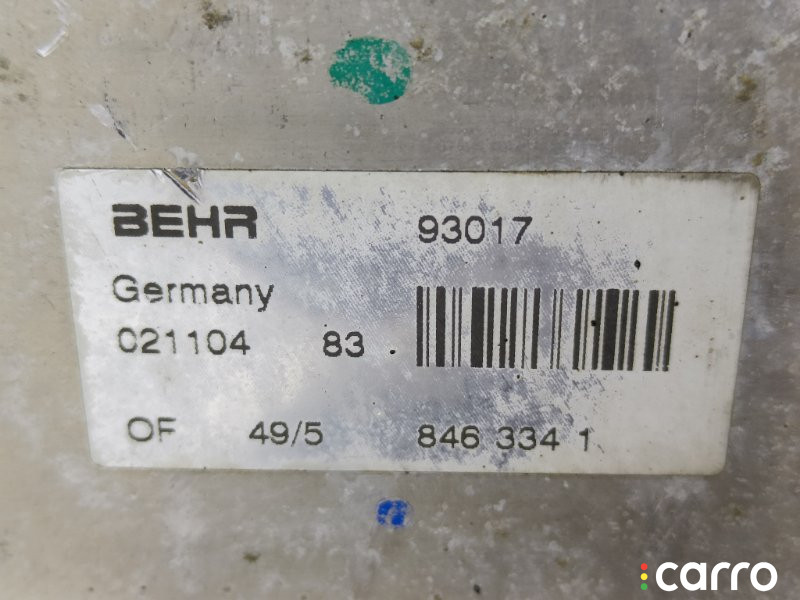 BEHR 93017
Germany
021104 83
OF 49/5 846 334 1
carro